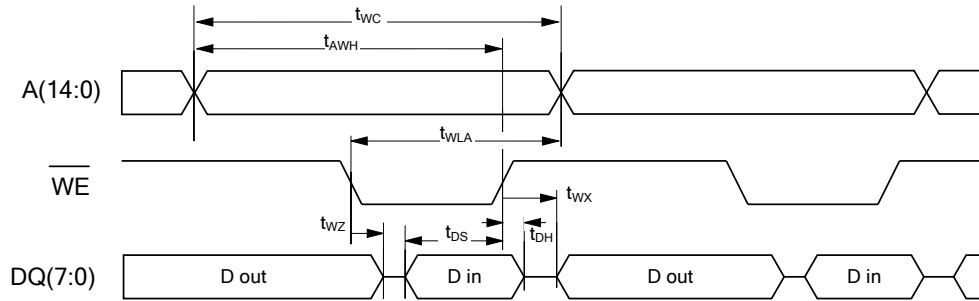 tWC
tAWH
A(14:0)
tWLA
WE
tWX
tWZ
tDS
tDH
DQ(7:0)
D out
D in
D out
D in